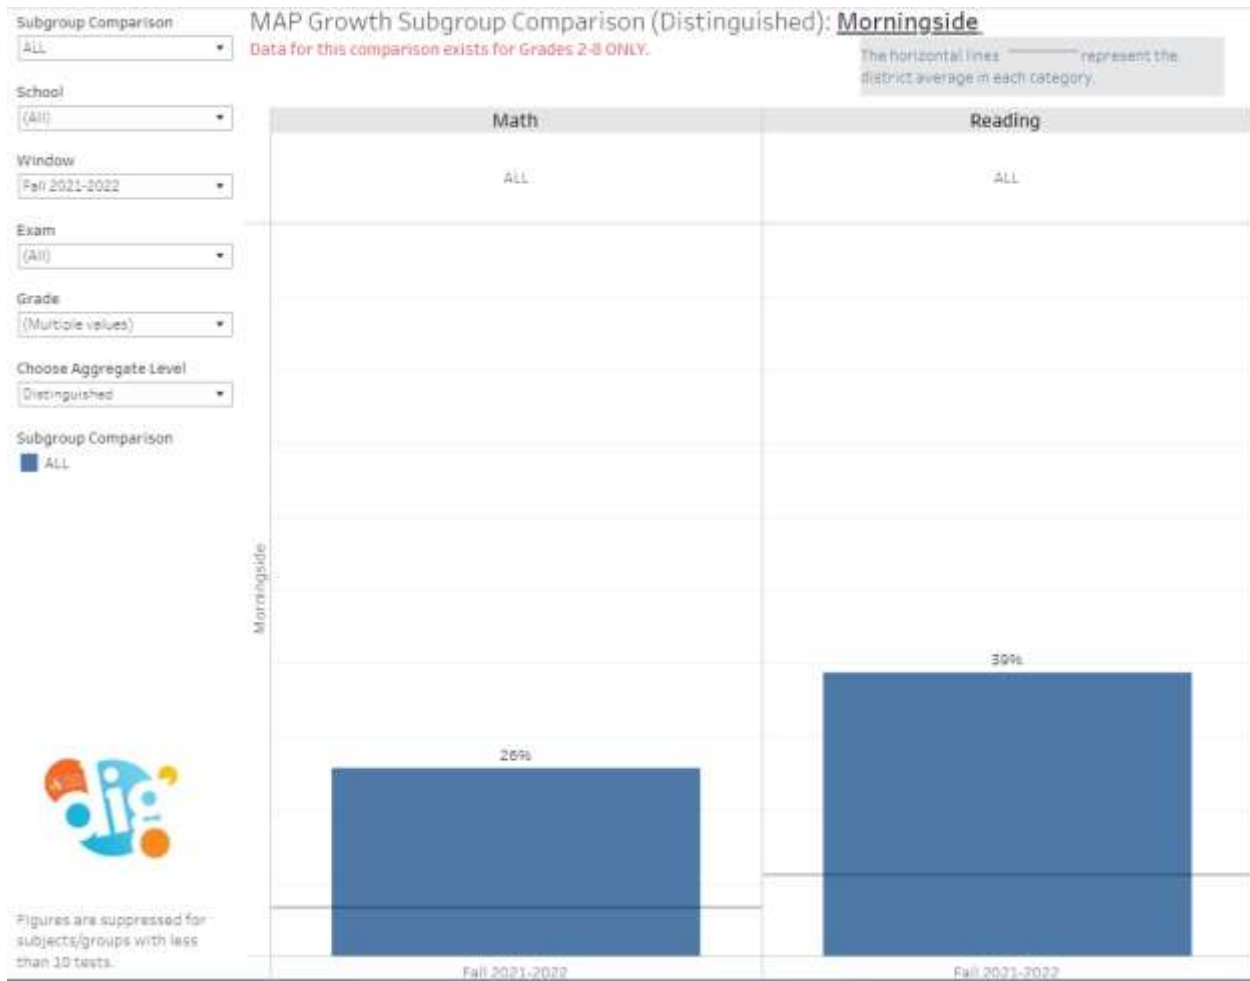 Subgroup Comparison
ALL
School
(All)
Window
Fall 2021-2022
Exam
(All)
Grade
(Multiple values)
Choose Aggregate Level
Distinguished
Subgroup Comparison
ALL
dig
Figures are suppressed for
subjects/groups with less
than 10 tests.
MAP Growth Subgroup Comparison (Distinguished): Morningside
Data for this comparison exists for Grades 2-8 ONLY.
The horizontal lines represent the
district average in each category.
Math
Reading
ALL
ALL
Morningside
26%
39%
Fall 2021-2022
Fall 2021-2022